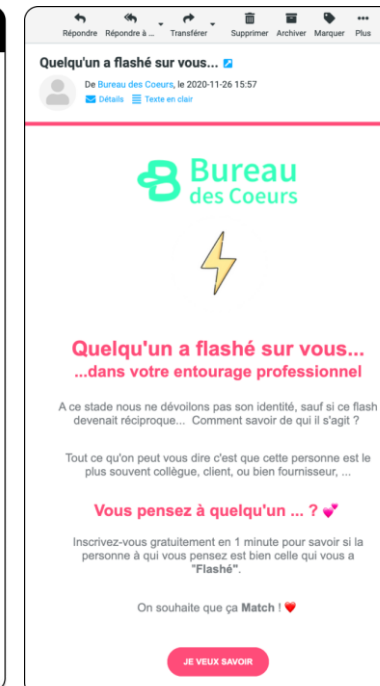 Répondre Répondre à ... Transférer Supprimer Archiver Marquer Plus
Quelqu'un a flashé sur vous...
De Bureau des Coeurs, le 2020-11-26 15:57
Détails Texte en clair
Bureau
des Coeurs
Quelqu'un a flashé sur vous...
...dans votre entourage professionnel
A ce stade nous ne dévoilons pas son identité, sauf si ce flash
devenait réciproque... Comment savoir de qui il s'agit ?
Tout ce qu'on peut vous dire c'est que cette personne est le
plus souvent collègue, client, ou bien fournisseur, ...
Vous pensez à quelqu'un ... ? 💕
Inscrivez-vous gratuitement en 1 minute pour savoir si la
personne à qui vous pensez est bien celle qui vous a
"Flashé".
On souhaite que ça Match ! ❤️
JE VEUX SAVOIR